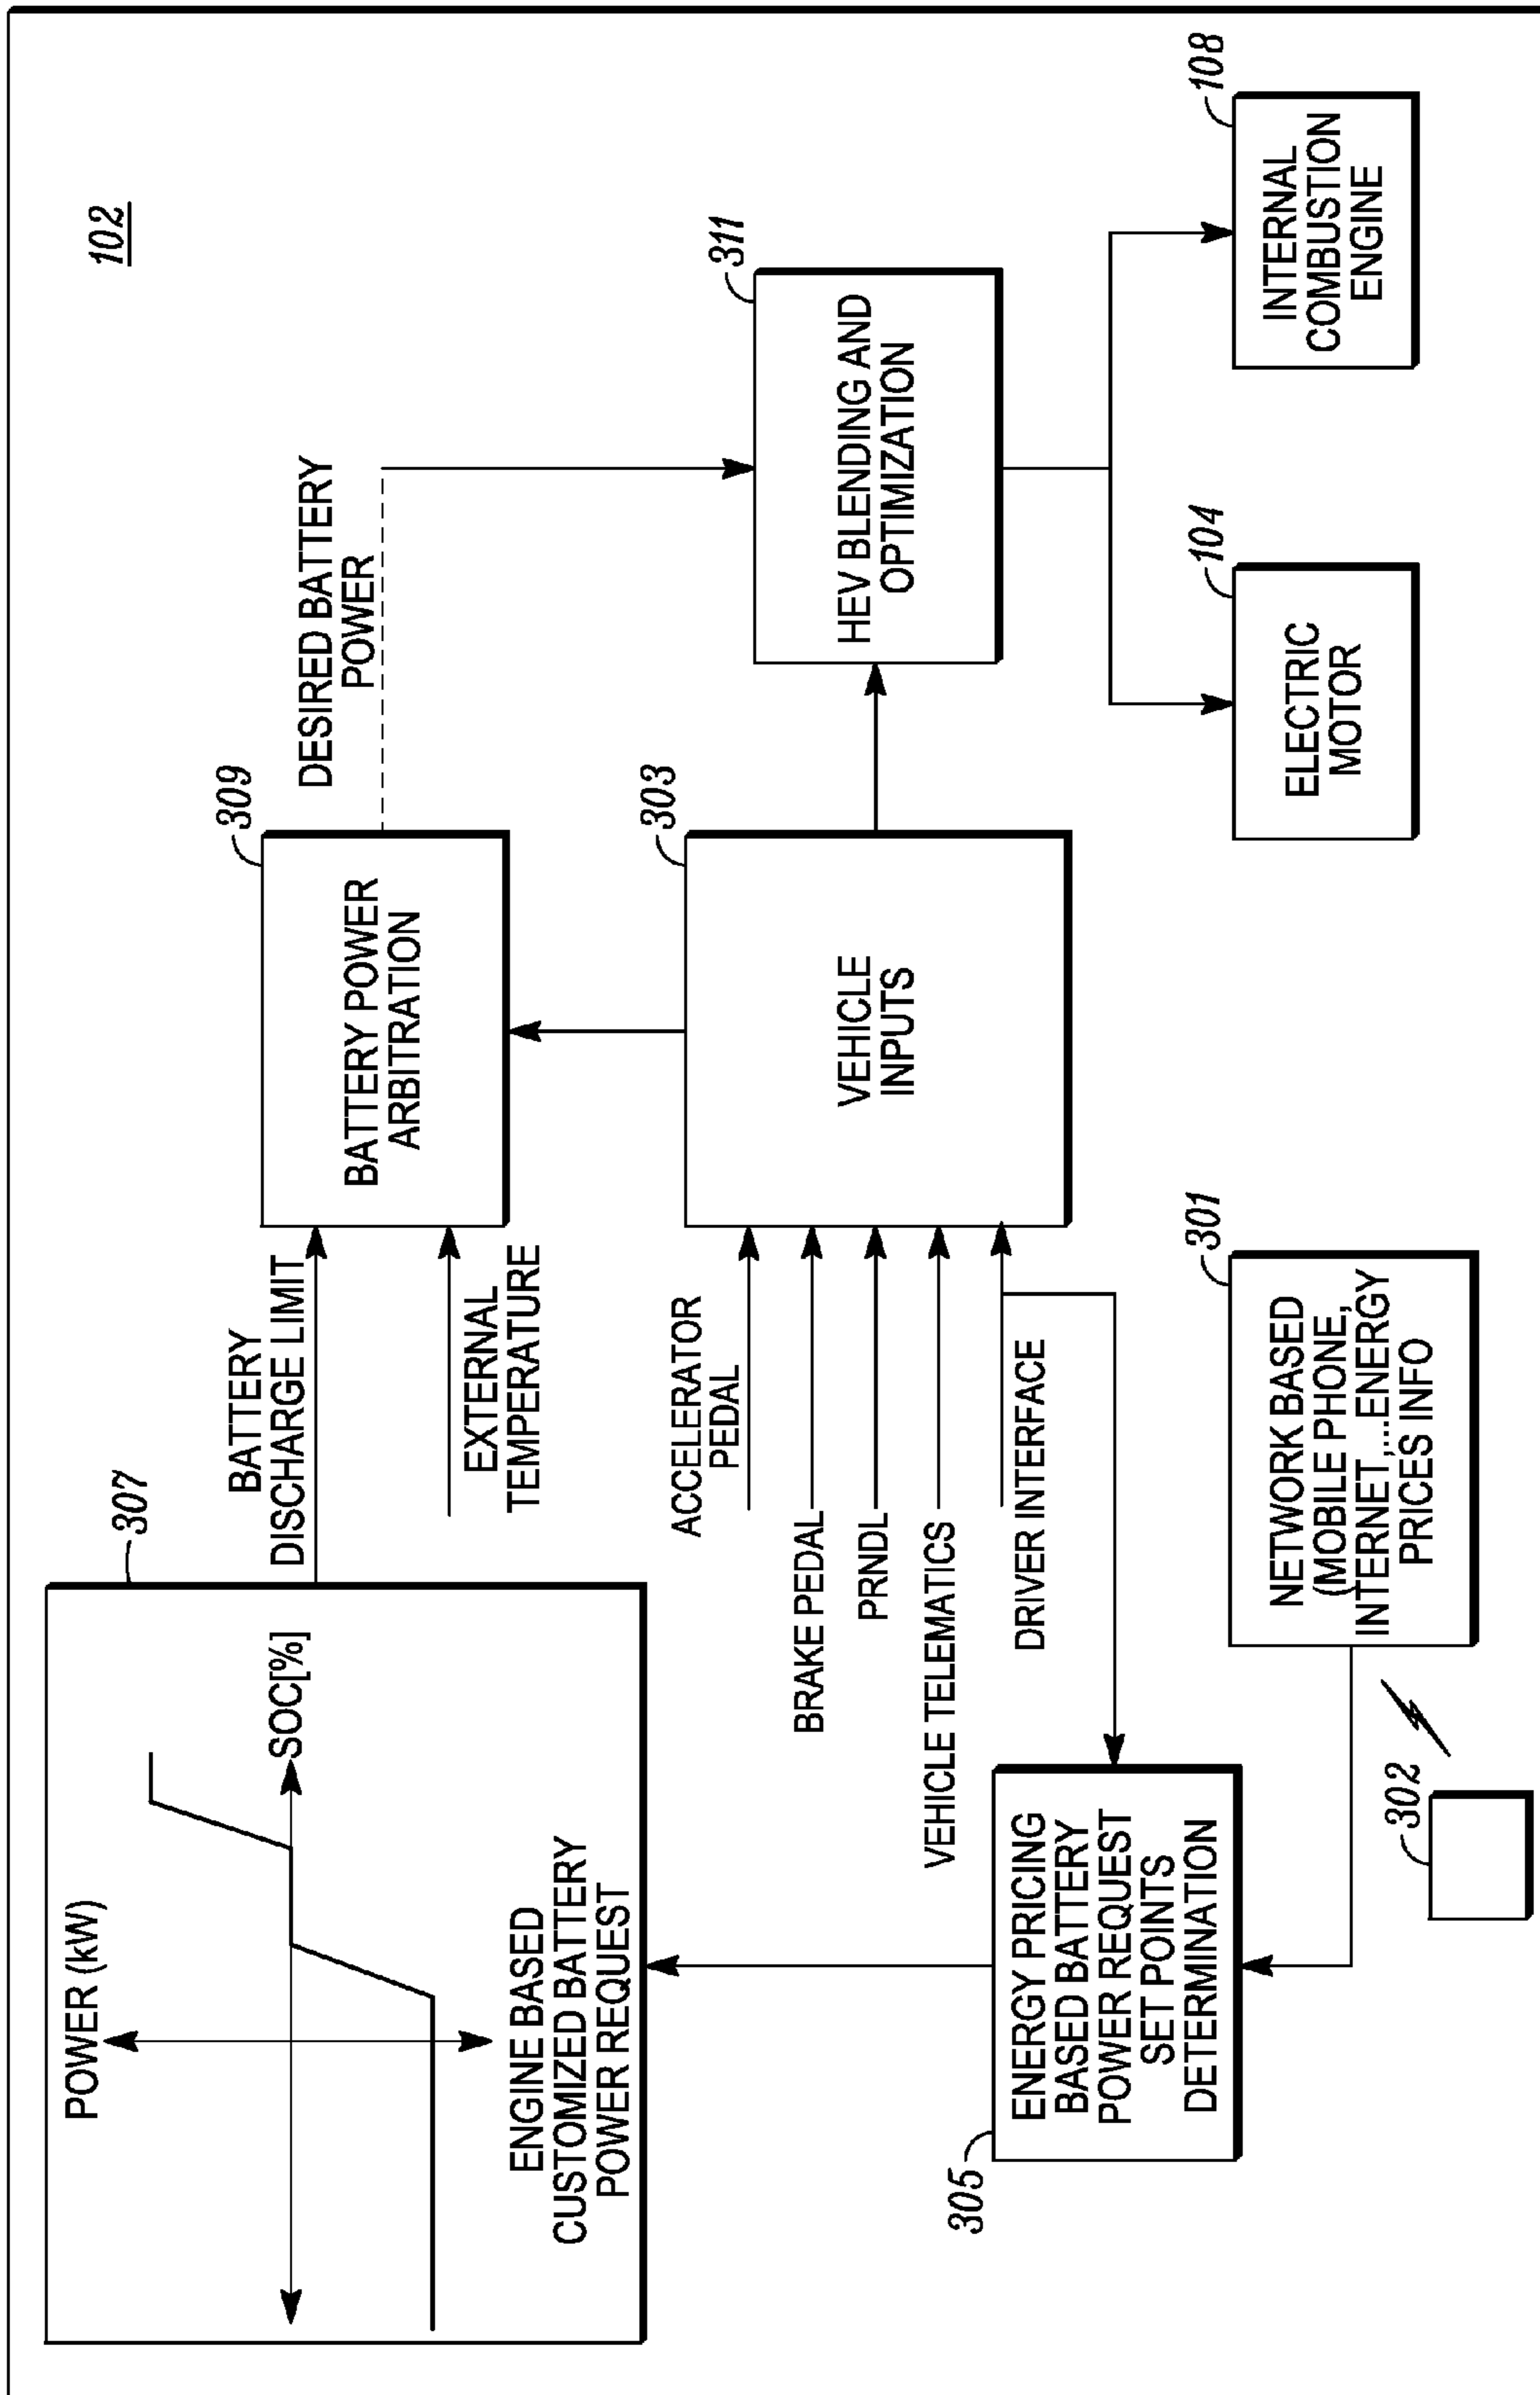 102
307
POWER (kW)
SOC[%]
ENGINE BASED
CUSTOMIZED BATTERY
POWER REQUEST
BATTERY
DISCHARGE LIMIT
EXTERNAL
TEMPERATURE
309
BATTERY POWER
ARBITRATION
DESIRED BATTERY
POWER
ACCELERATOR
PEDAL
BRAKE PEDAL
PRNDL
VEHICLE TELEMATICS
DRIVER INTERFACE
303
VEHICLE
INPUTS
311
HEV BLENDING AND
OPTIMIZATION
305
ENERGY PRICING
BASED BATTERY
POWER REQUEST
SET POINTS
DETERMINATION
301
NETWORK BASED
(MOBILE PHONE,
INTERNET,...ENERGY
PRICES INFO
302
104
ELECTRIC
MOTOR
108
INTERNAL
COMBUSTION
ENGINE